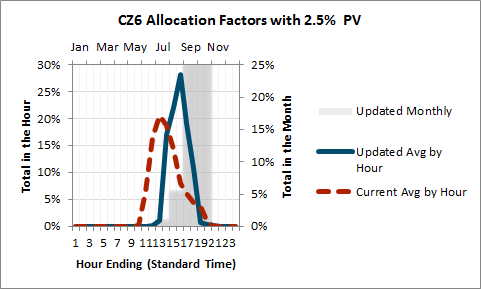 CZ6 Allocation Factors with 2.5% PV
Jan Mar May Jul Sep Nov
30%
25%
20%
15%
10%
5%
0%
Total in the Hour
25%
20%
15%
10%
5%
0%
Total in the Month
1 3 5 7 9 11 13 15 17 19 21 23
Hour Ending (Standard Time)
Updated Monthly
Updated Avg by
Hour
Current Avg by Hour